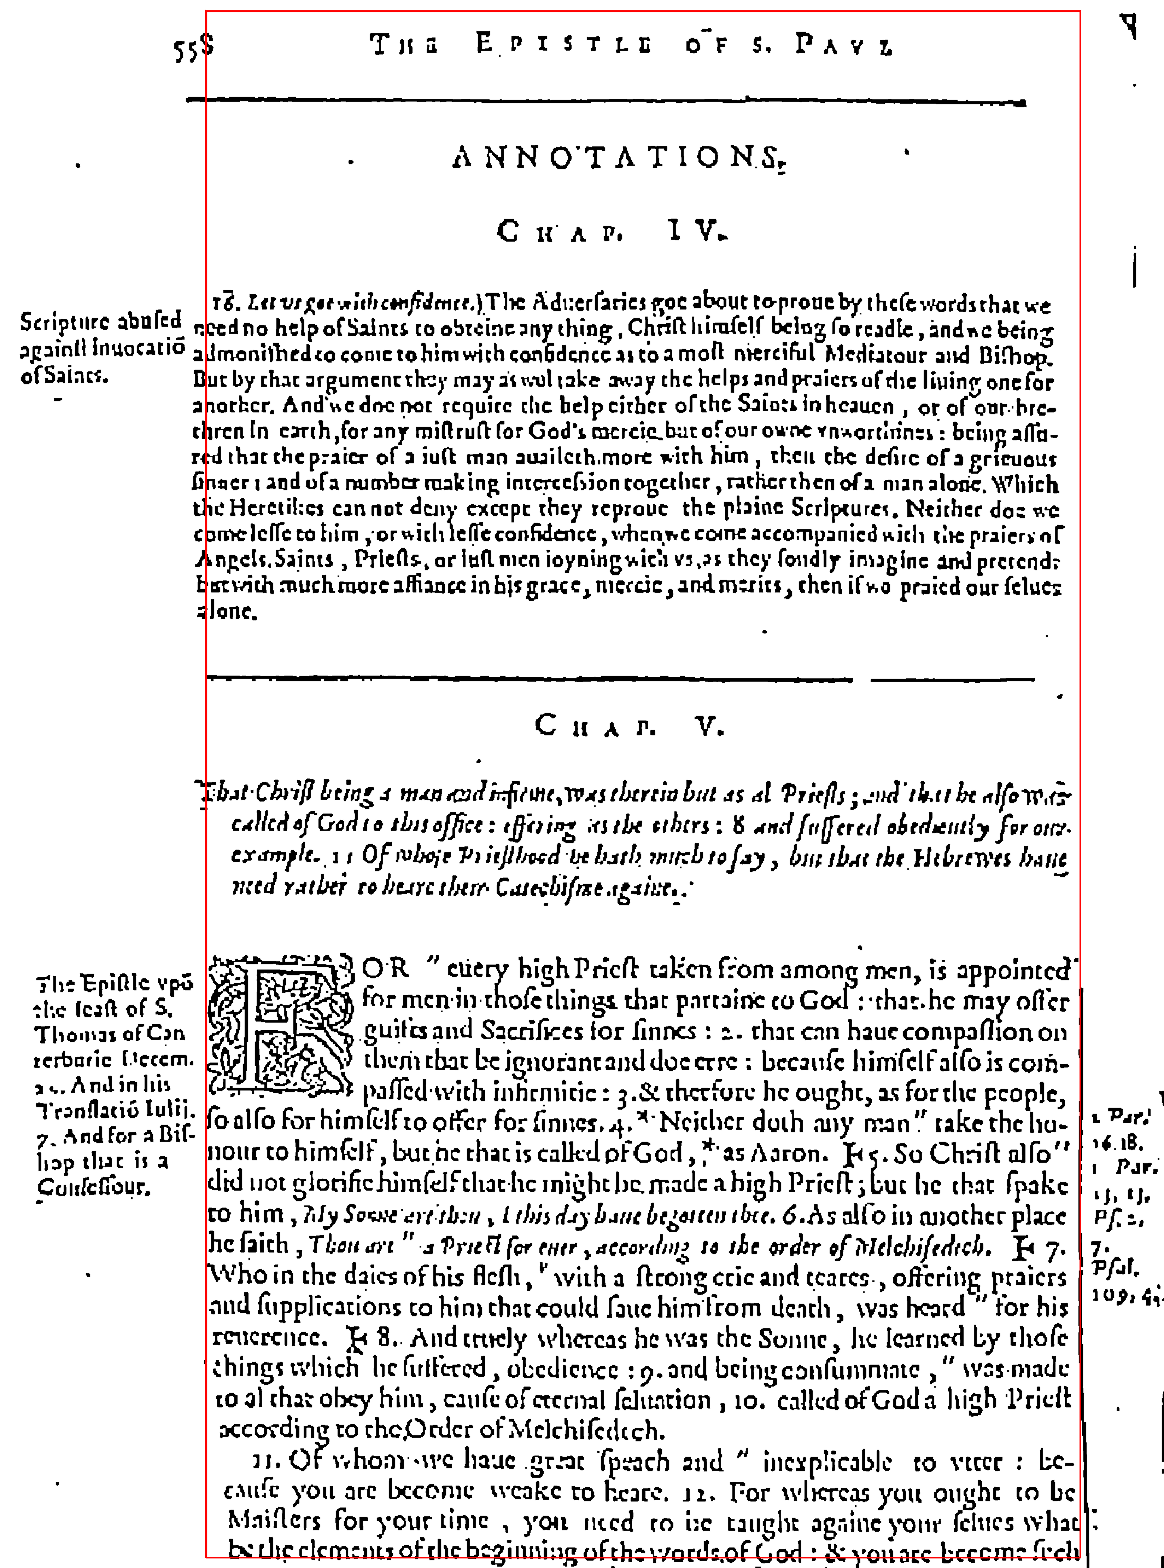 558 THE EPISTLE OF S. PAVL
ANNOTATIONS.
CHAP. IV.
Scripture abuſed
againſt Inuocatiō
of Saints.
16. Let vs goe with confidence.) The Aduerſaries goe about to proue by theſe words that we
need no help of Saints to obteine any thing, Chriſt himſelf being ſo readie, and we being
admoniſhed to come to him with confidence as to a moſt merciful Mediatour and Biſhop.
But by that argument they may as wel take away the helps and praiers of the liuing one for
another. And we doe not require the help either of the Saints in heauen, or of our bre-
thren in earth, for any miſtruſt for God's mercie but of our owne vnworthines: being aſſu-
red that the praier of a iuſt man auaileth more with him, then the deſire of a grieuous
ſinner: and of a number making interceſsion together, rather then of a man alone. Which
the Heretikes can not deny except they reproue the plaine Scriptures. Neither doe we
come leſſe to him, or with leſſe confidence, when we come accompanied with the praiers of
Angels, Saints, Prieſts, or iuſt men ioyning with vs, as they fondly imagine and pretend:
but with much more affiance in his grace, mercie, and merits, then if we praied our ſelues
alone.
CHAP. V.
That Chriſt being a man and infirme, was therein but as al Prieſts; and that he alſo was
called of God to this office: offering as the others: 8 and ſuffered obediently for our
example. 11 Of whoſe Prieſthood he hath much to ſay, but that the Hebrewes haue
need rather to heare their Catechiſme againe.
The Epiſtle vpō
the feaſt of S.
Thomas of Can
terburie Decem.
And in his
Tranſlatiō Iulij.
7. And for a Biſ-
hop that is a
Confeſſour.
FOR " euery high Prieſt taken from among men, is appointed
for men in thoſe things that partaine to God: that he may offer
guifts and Sacrifices for ſinnes: 2. that can haue compaſſion on
them that be ignorant and doe erre: becauſe himſelf alſo is com-
paſſed with infirmitie: 3. & therfore he ought, as for the people,
ſo alſo for himſelf to offer for ſinnes. 4. * Neither doth any man " take the ho-
nour to himſelf, but he that is called of God, * as Aaron. 5. So Chriſt alſo "
did not glorifie himſelf that he might be made a high Prieſt; but he that ſpake
to him, My Sonne art thou, I this day haue begotten thee. 6. As alſo in another place
he ſaith, Thou art " a Prieſt for euer, according to the order of Melchiſedech. 7.
Who in the daies of his fleſh, " with a ſtrong crie and teares, offering praiers
and ſupplications to him that could ſaue him from death, was heard " for his
reuerence. 8. And truely whereas he was the Sonne, he learned by thoſe
things which he ſuffered, obedience: 9. and being conſummate, " was made
to al that obey him, cauſe of eternal ſaluation, 10. called of God a high Prieſt
according to the Order of Melchiſedech.
11. Of whom we haue great ſpeach and " inexplicable to vtter: be-
cauſe you are become weake to heare. 12. For whereas you ought to be
Maiſters for your time, you need to be taught againe your ſelues what
be the elements of the beginning of the words of God: & you are become ſuch
1 Par.
16. 18.
1 Par.
Pſ. 2,
7.
Pſal.
109, 4.